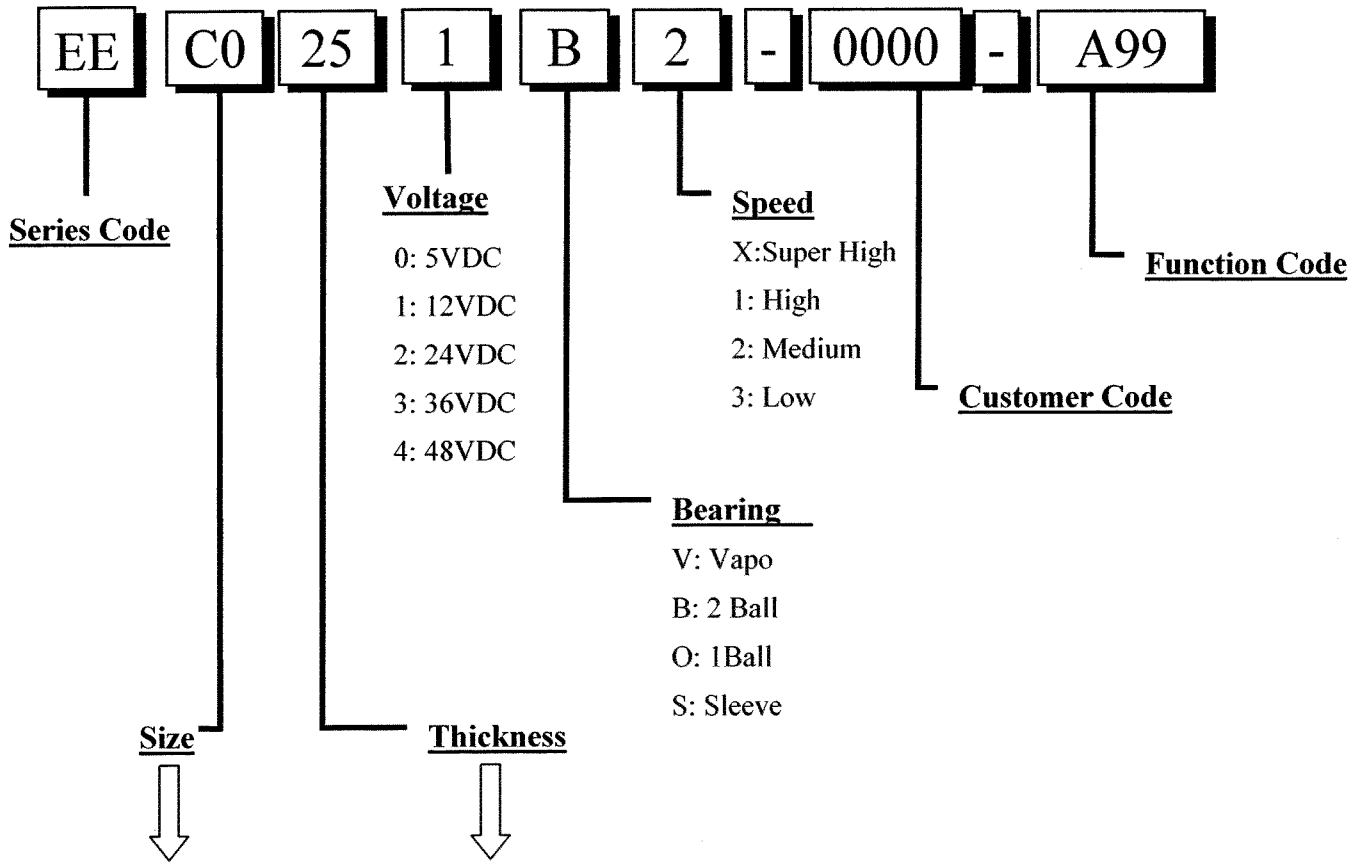 EE C0 25 1 B 2 - 0000 - A99
Series Code
Voltage
0: 5VDC
1: 12VDC
2: 24VDC
3: 36VDC
4: 48VDC
Speed
X:Super High
1: High
2: Medium
3: Low
Function Code
Customer Code
Bearing
V: Vapo
B: 2 Ball
O: 1Ball
S: Sleeve
Size
Thickness